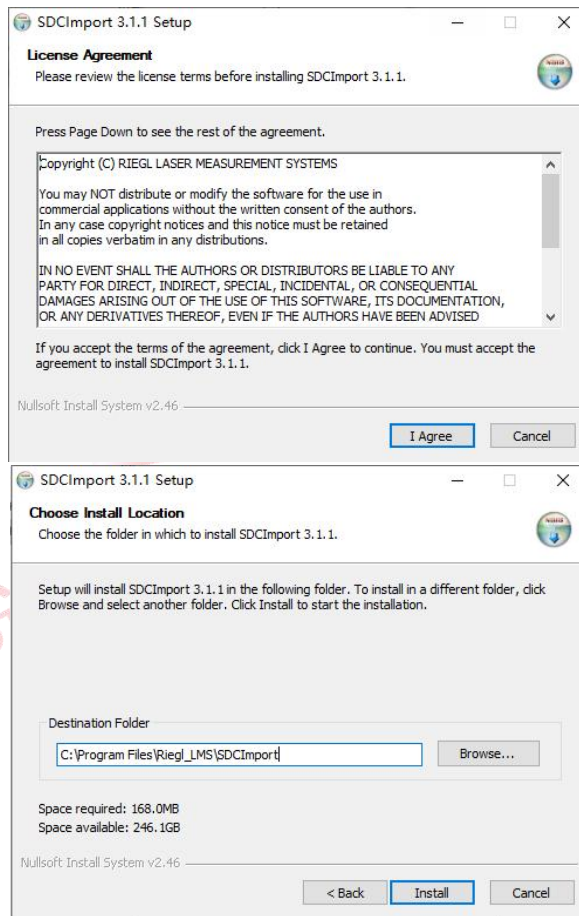 SDCImport 3.1.1 Setup
License Agreement
Please review the license terms before installing SDCImport 3.1.1.
Press Page Down to see the rest of the agreement.
Copyright (C) RIEGL LASER MEASUREMENT SYSTEMS
You may NOT distribute or modify the software for the use in
commercial applications without the written consent of the authors.
In any case copyright notices and this notice must be retained
in all copies verbatim in any distributions.
IN NO EVENT SHALL THE AUTHORS OR DISTRIBUTORS BE LIABLE TO ANY
PARTY FOR DIRECT, INDIRECT, SPECIAL, INCIDENTAL, OR CONSEQUENTIAL
DAMAGES ARISING OUT OF THE USE OF THIS SOFTWARE, ITS DOCUMENTATION,
OR ANY DERIVATIVES THEREOF, EVEN IF THE AUTHORS HAVE BEEN ADVISED
If you accept the terms of the agreement, click I Agree to continue. You must accept the
agreement to install SDCImport 3.1.1.
Nullsoft Install System v2.46
I Agree
Cancel
SDCImport 3.1.1 Setup
Choose Install Location
Choose the folder in which to install SDCImport 3.1.1.
Setup will install SDCImport 3.1.1 in the following folder. To install in a different folder, click
Browse and select another folder. Click Install to start the installation.
Destination Folder
C:\Program Files\Riegl_LMS\SDCImport
Browse...
Space required: 168.0MB
Space available: 246.1GB
Nullsoft Install System v2.46
< Back
Install
Cancel